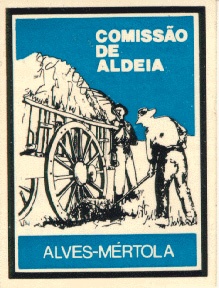 COMISSÃO
DE
ALDEIA
ALVES-MÉRTOLA